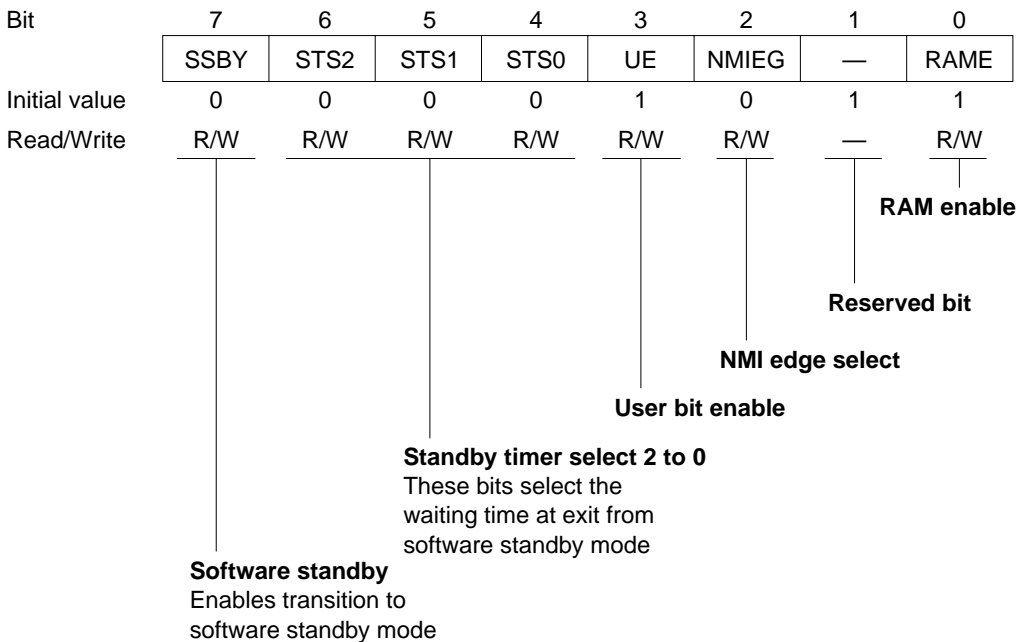 Bit 7 6 5 4 3 2 1 0
SSBY STS2 STS1 STS0 UE NMIEG — RAME
Initial value 0 0 0 0 1 0 1 1
Read/Write R/W R/W R/W R/W R/W R/W — R/W
RAM enable
Reserved bit
NMI edge select
User bit enable
Standby timer select 2 to 0
These bits select the
waiting time at exit from
software standby mode
Software standby
Enables transition to
software standby mode